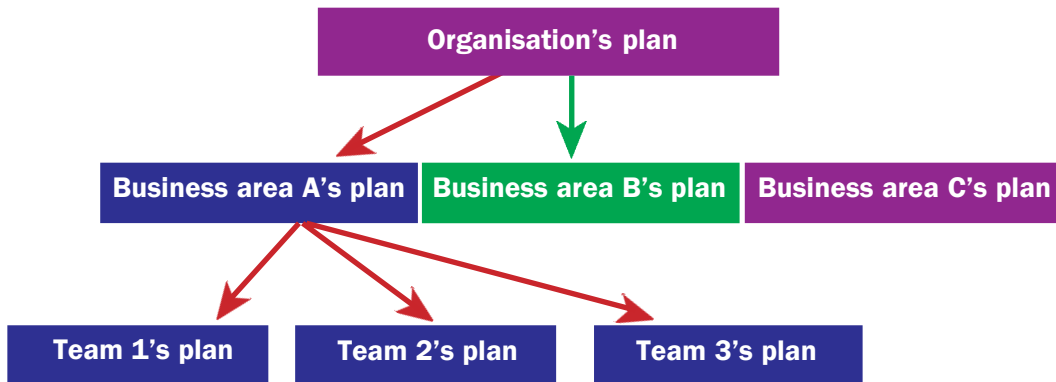 Organisation’s plan
Business area A’s plan
Business area B’s plan
Business area C’s plan
Team 1’s plan
Team 2’s plan
Team 3’s plan